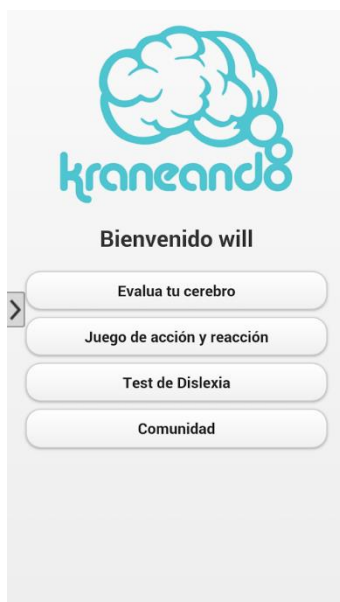 kraneando
Bienvenido will
Evalua tu cerebro
Juego de acción y reacción
Test de Dislexia
Comunidad